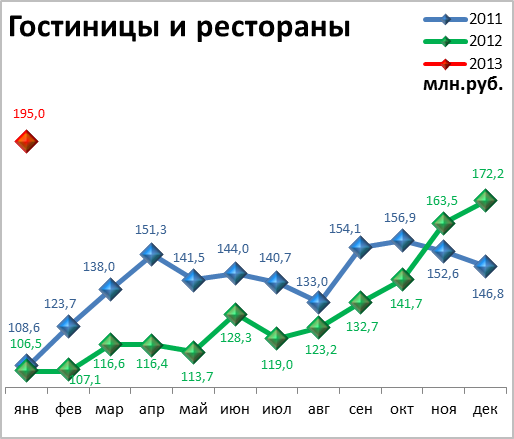 Гостиницы и рестораны
2011
2012
2013
млн.руб.
195,0
108,6 123,7 138,0 151,3 141,5 144,0 140,7 133,0 154,1 156,9 152,6 146,8
106,5 107,1 116,6 116,4 113,7 128,3 119,0 123,2 132,7 141,7 163,5 172,2
янв фев мар апр май июн июл авг сен окт ноя дек